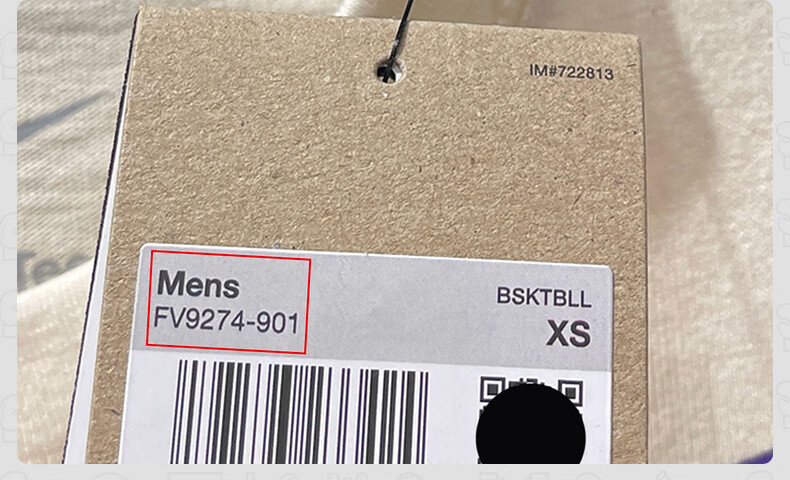 IM#722813
Mens
FV9274-901
BSKTBLL
XS